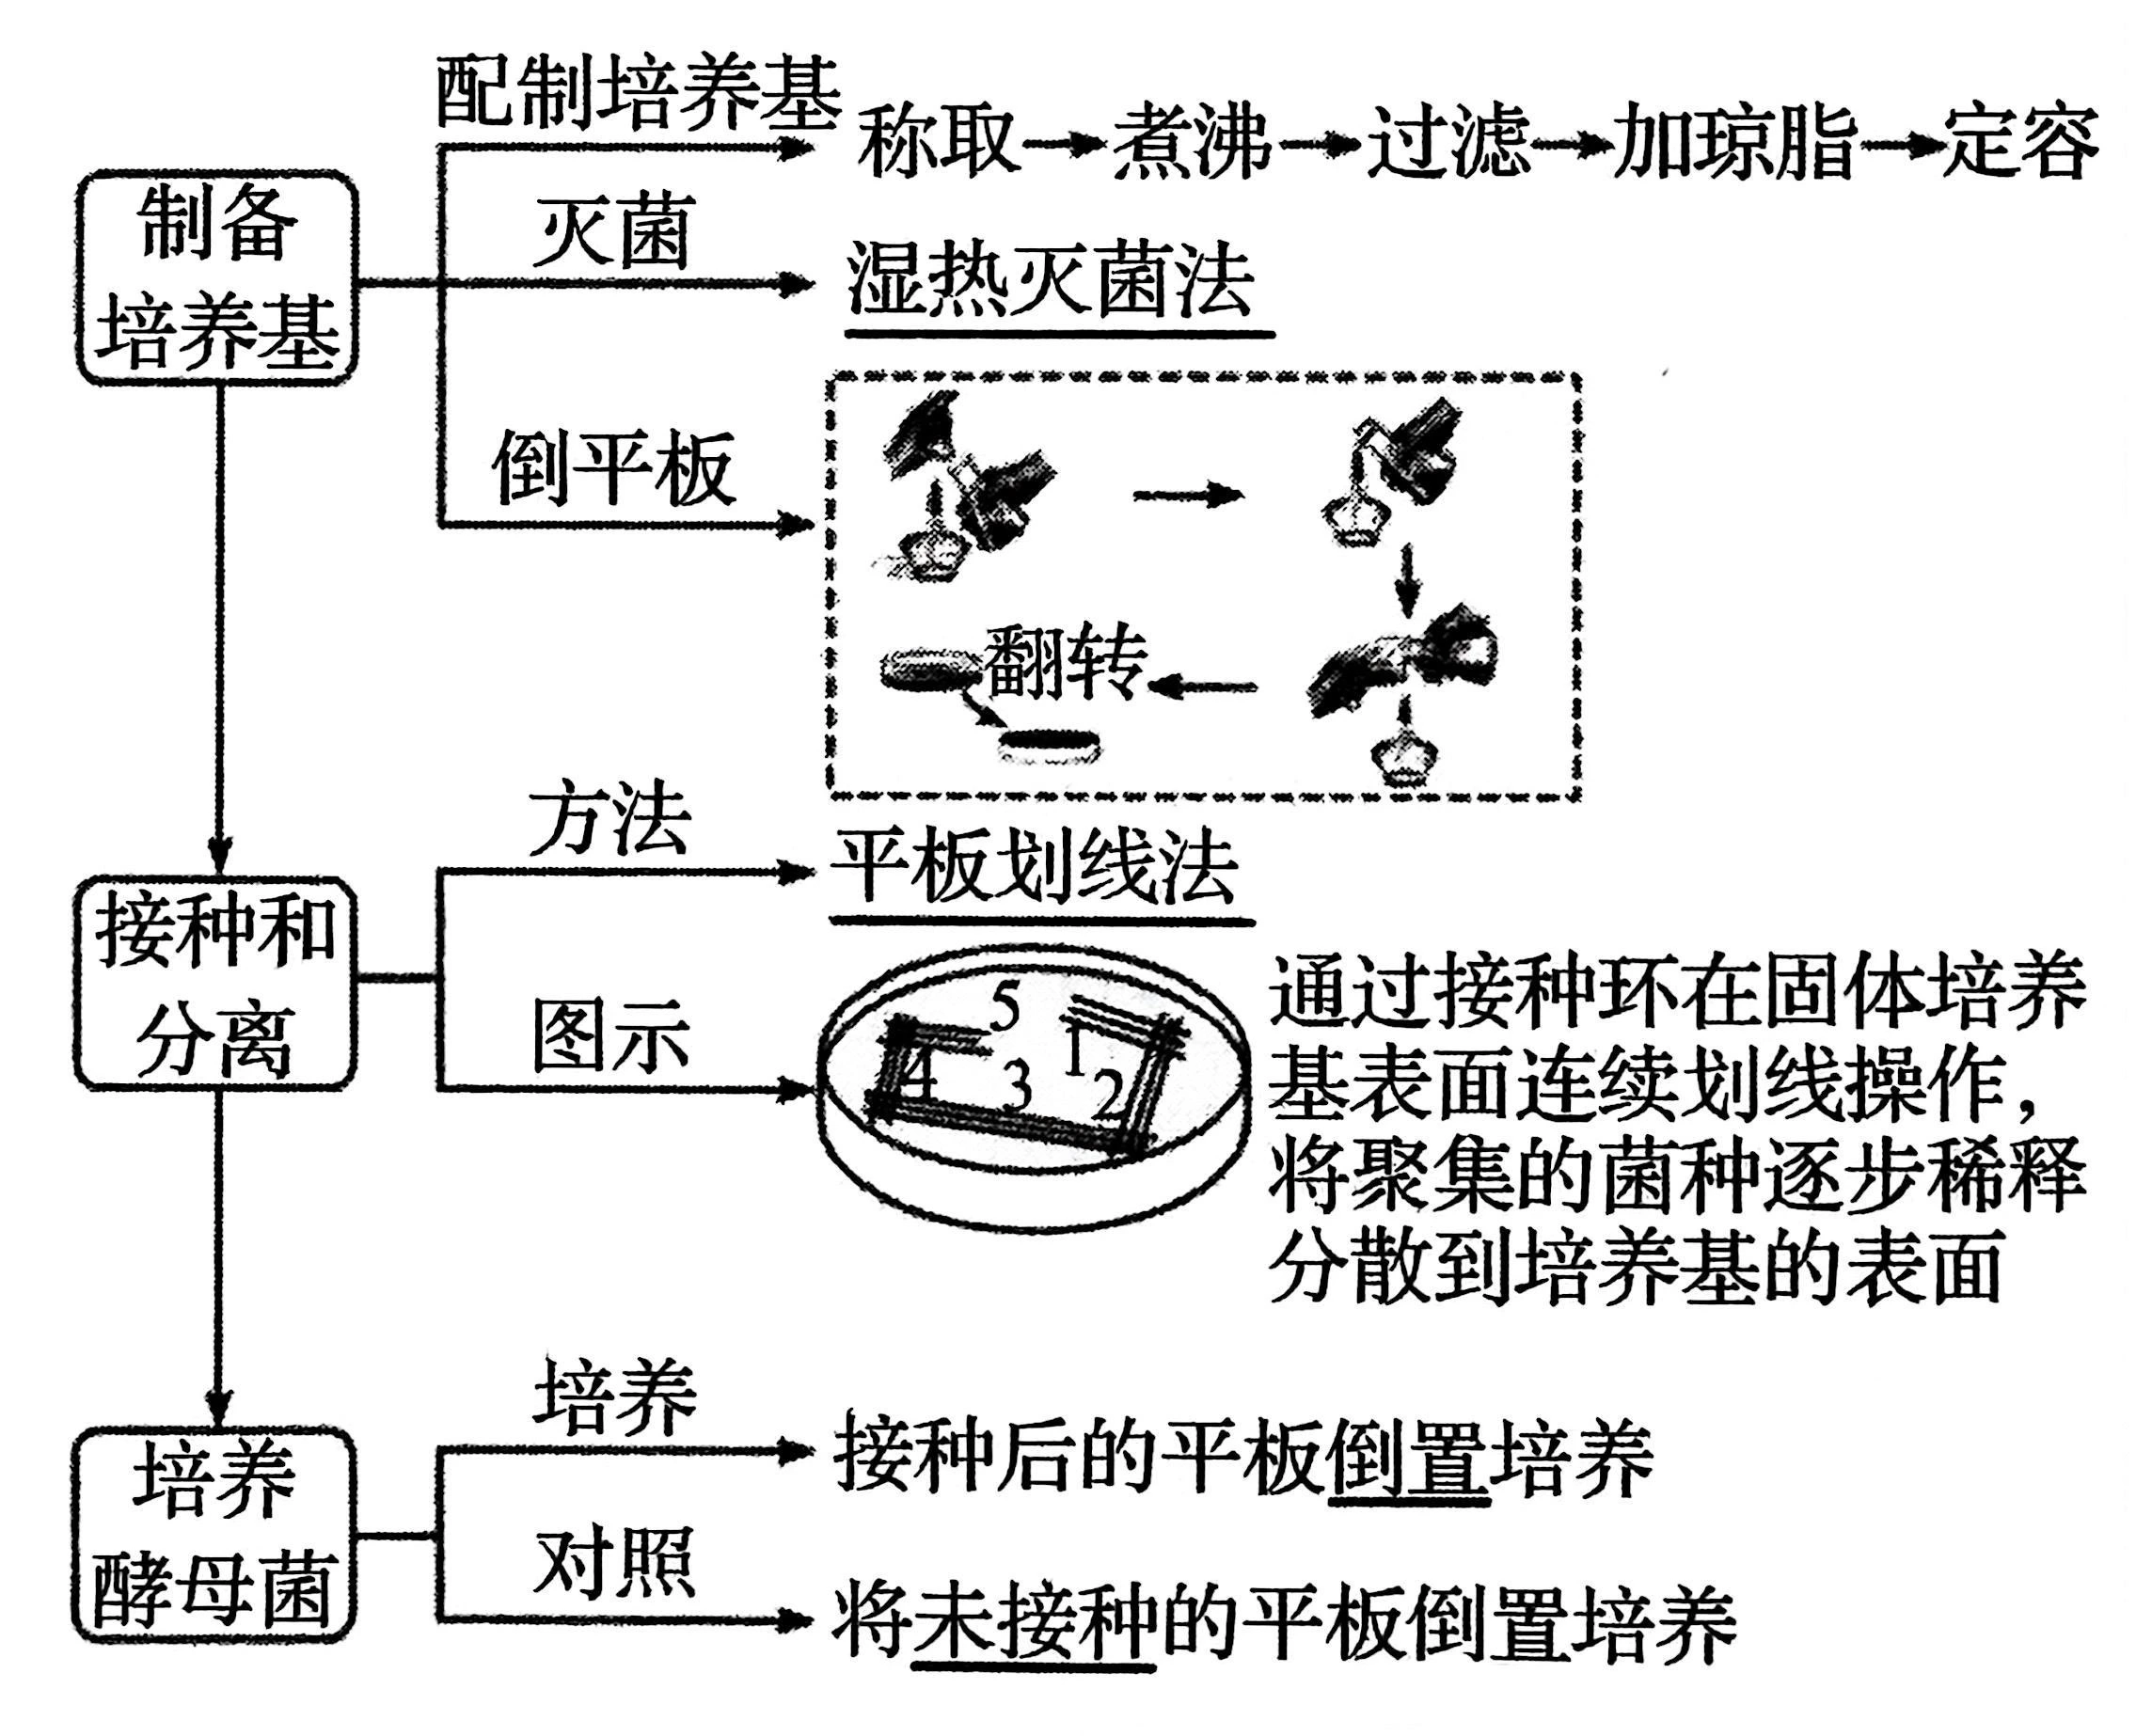 配制培养基
称取→煮沸→过滤→加琼脂→定容
制备
培养基
灭菌
湿热灭菌法
倒平板
翻转
方法
平板划线法
接种和
分离
图示
5
1
4
3
2
通过接种环在固体培养
基表面连续划线操作，
将聚集的菌种逐步稀释
分散到培养基的表面
培养
酵母菌
培养
接种后的平板倒置培养
对照
将未接种的平板倒置培养